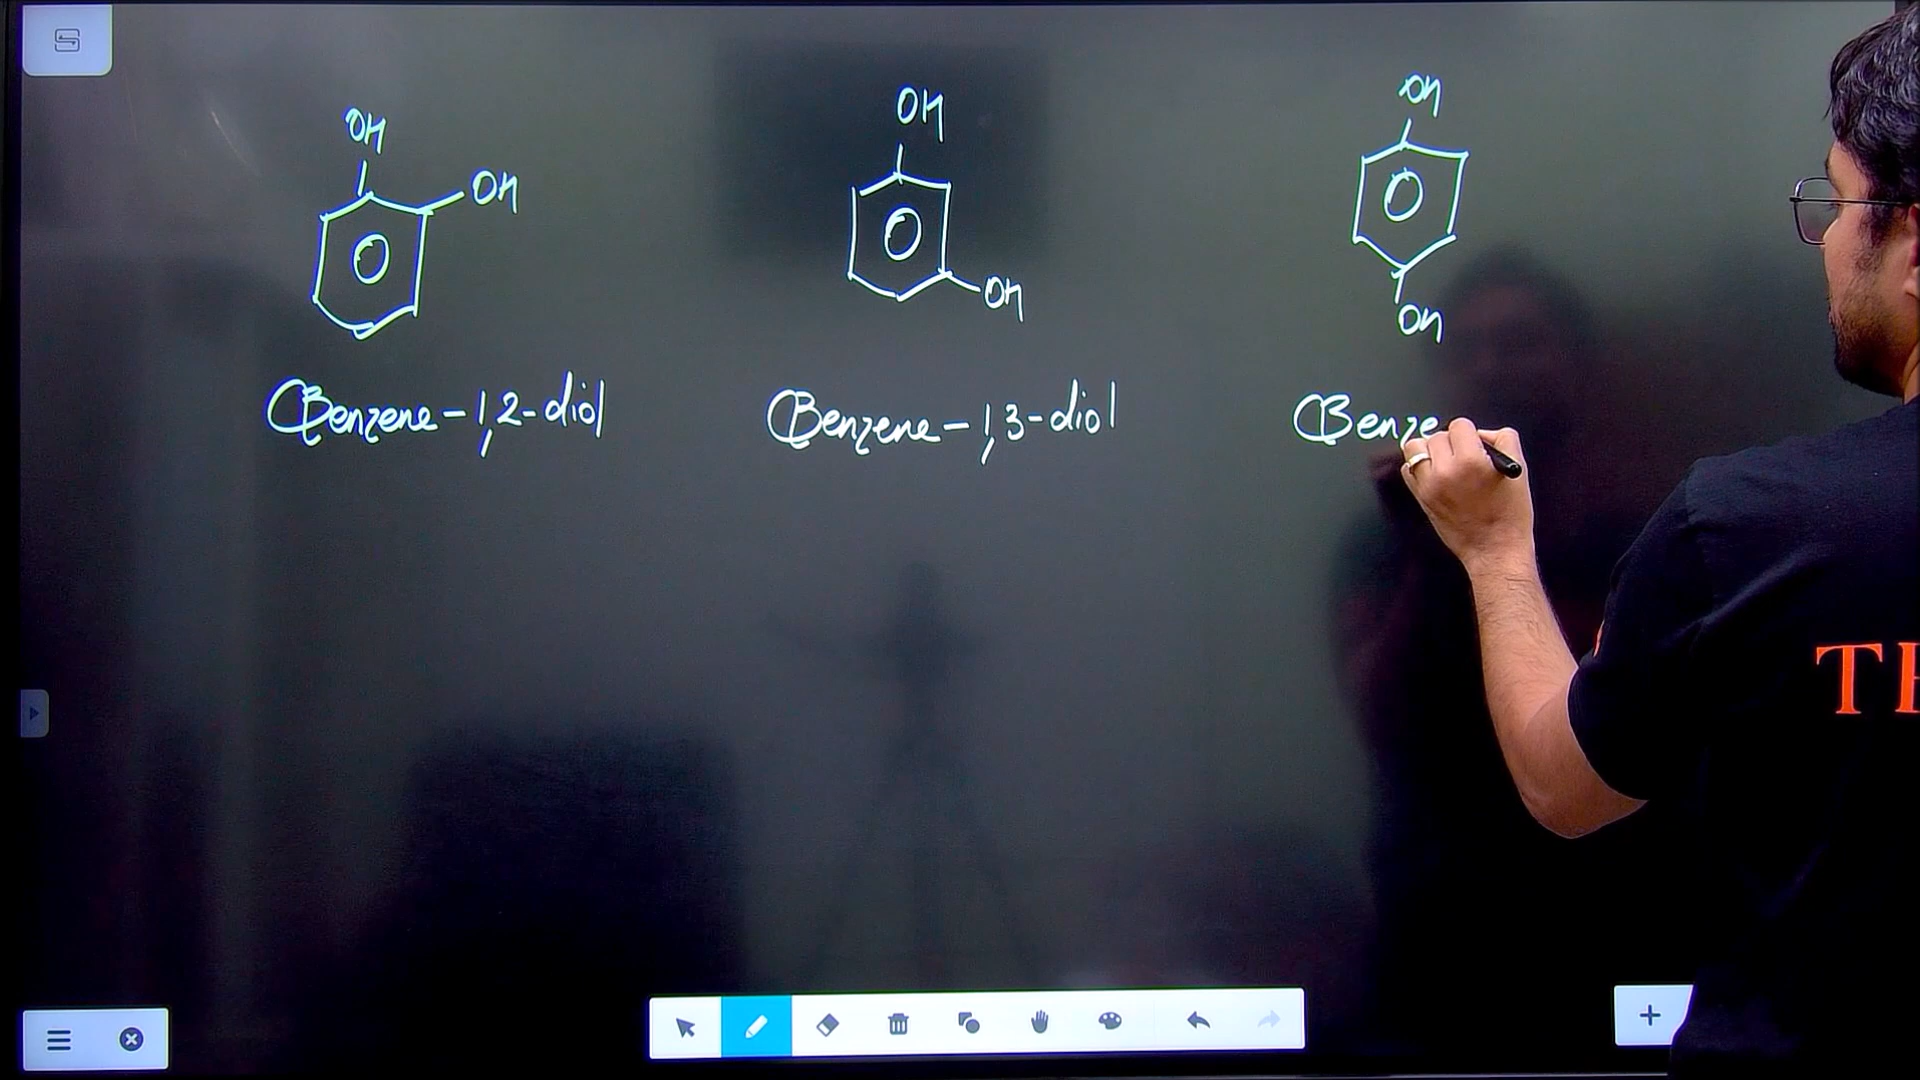 OH
OH
Benzene-1,2-diol
OH
OH
Benzene-1,3-diol
OH
OH
Benze
TH